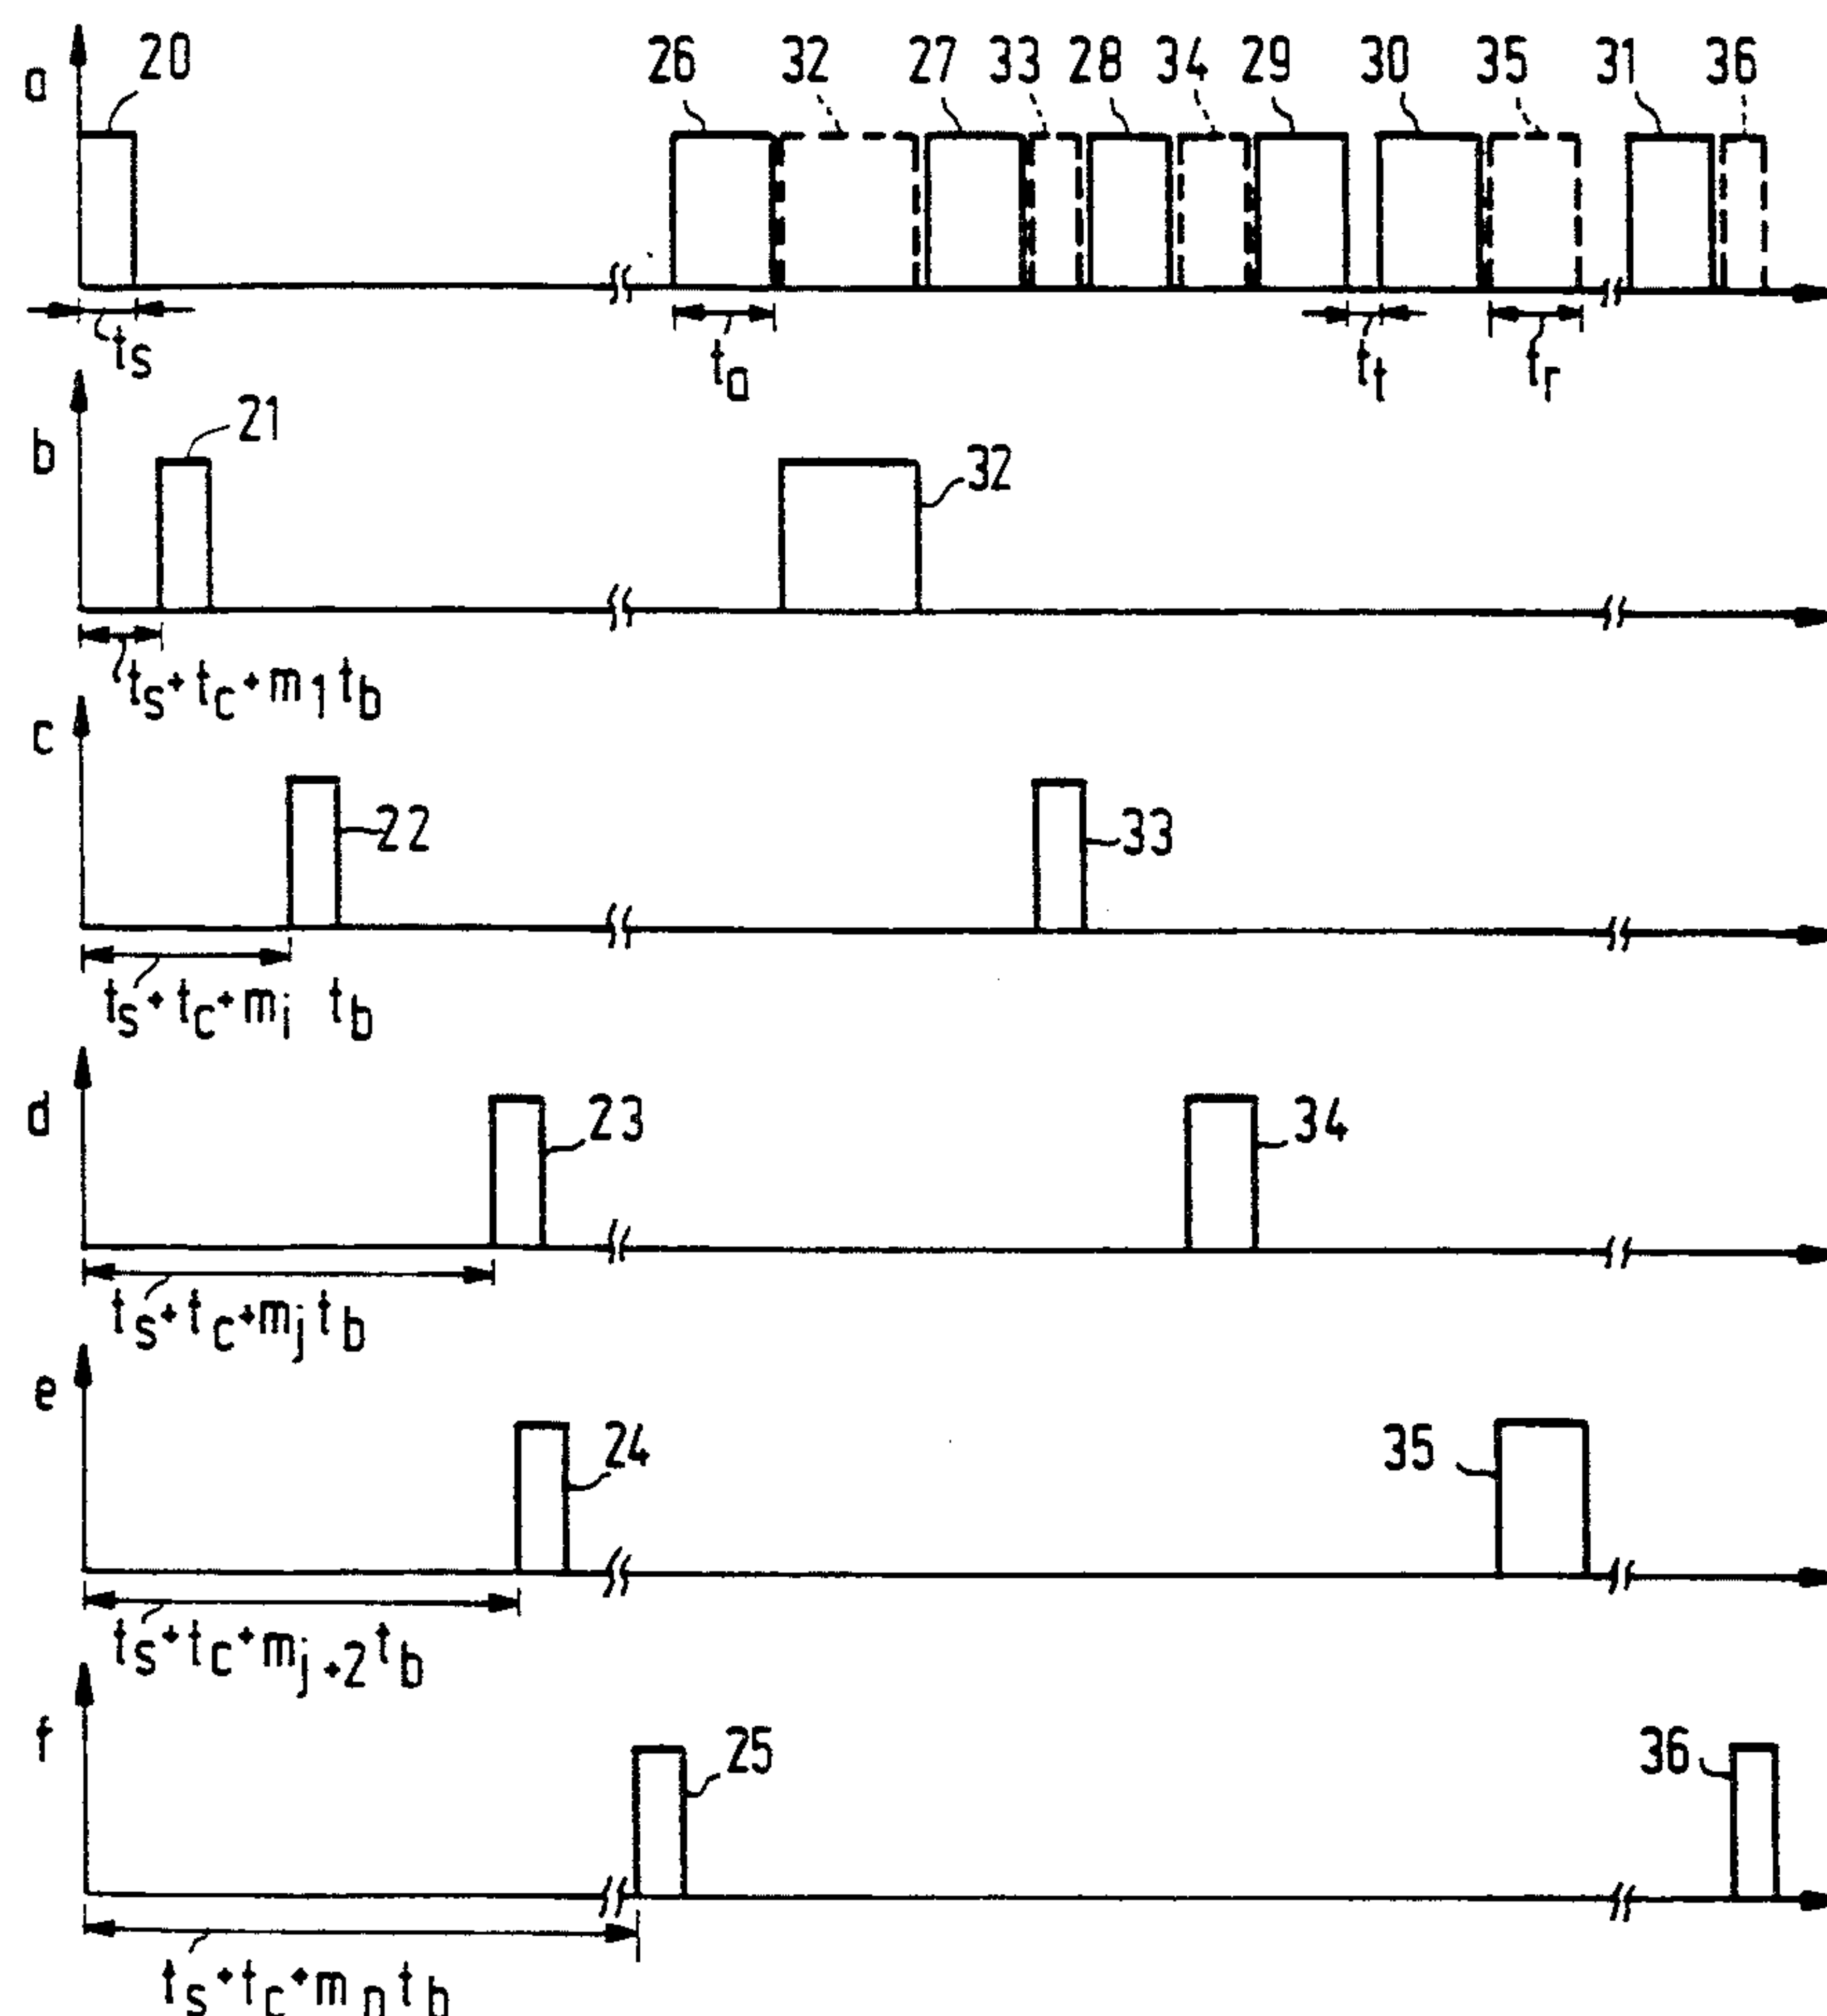 20 26 32 27 33 28 34 29 30 35 31 36
a
ts ta tt tr
21
b
32
ts+tc+m1tb
c
22 33
ts+tc+mi tb
d
23 34
ts+tc+mjtb
e
24 35
ts+tc+mj+2tb
f
25 36
ts+tc+mntb